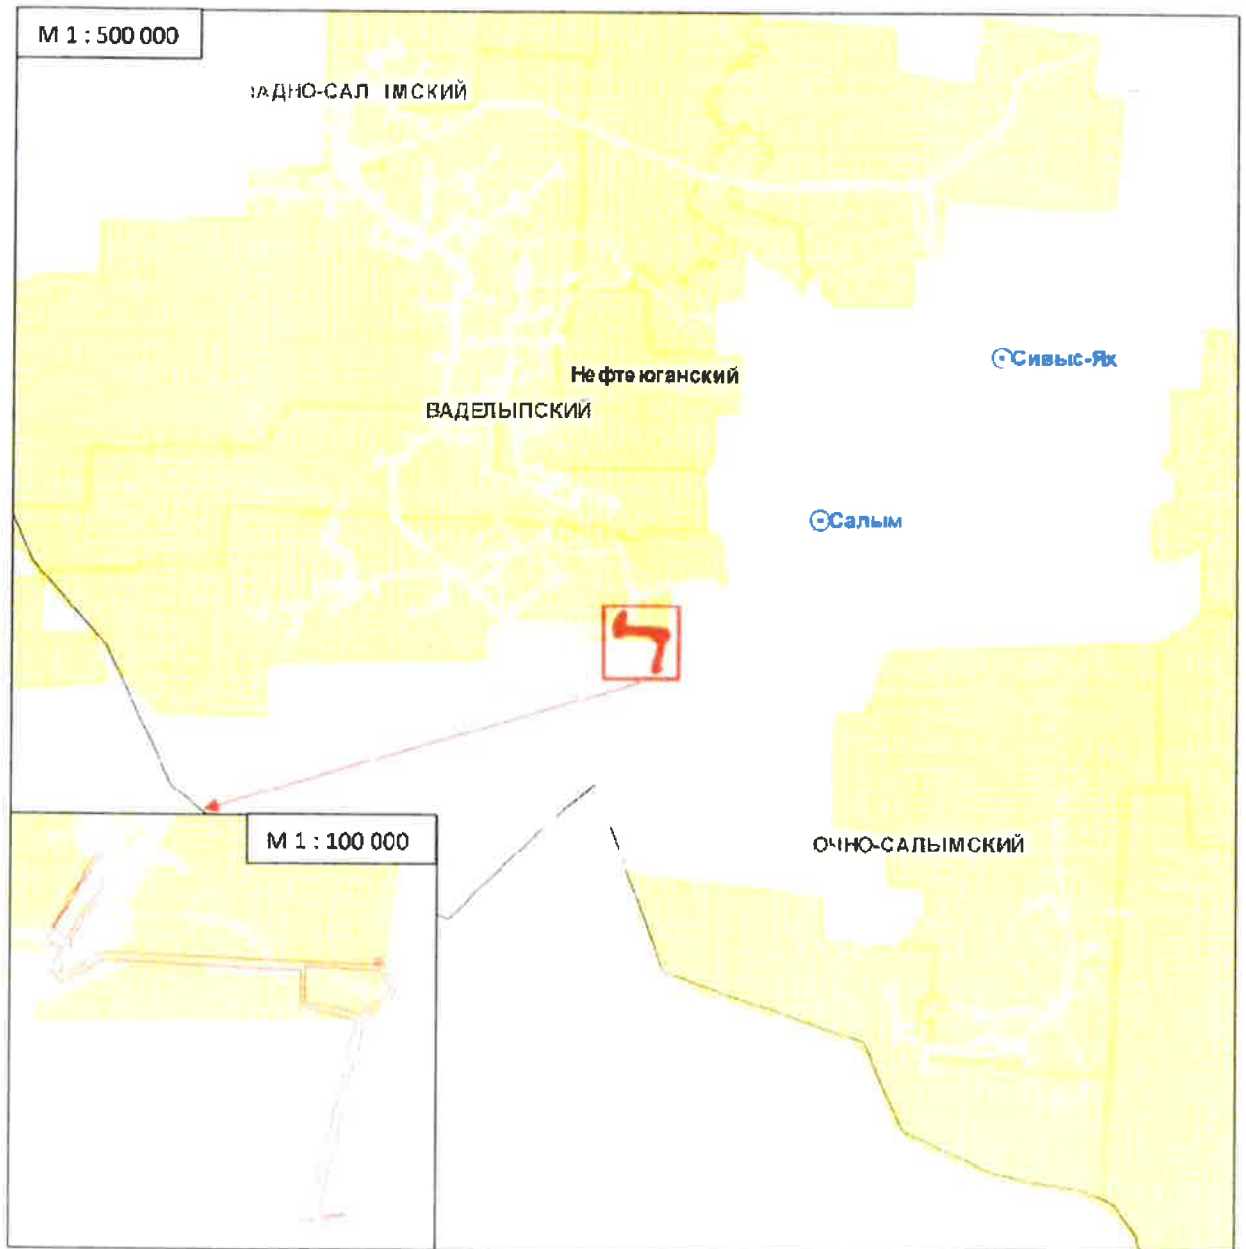 М 1 : 500 000
АДНО-САЛ ІМСКИЙ
Сивыс-Ях
Нефтеюганский
ВАДЕЛЫПСКИЙ
Салым
М 1 : 100 000
ОЧНО-САЛЫМСКИЙ